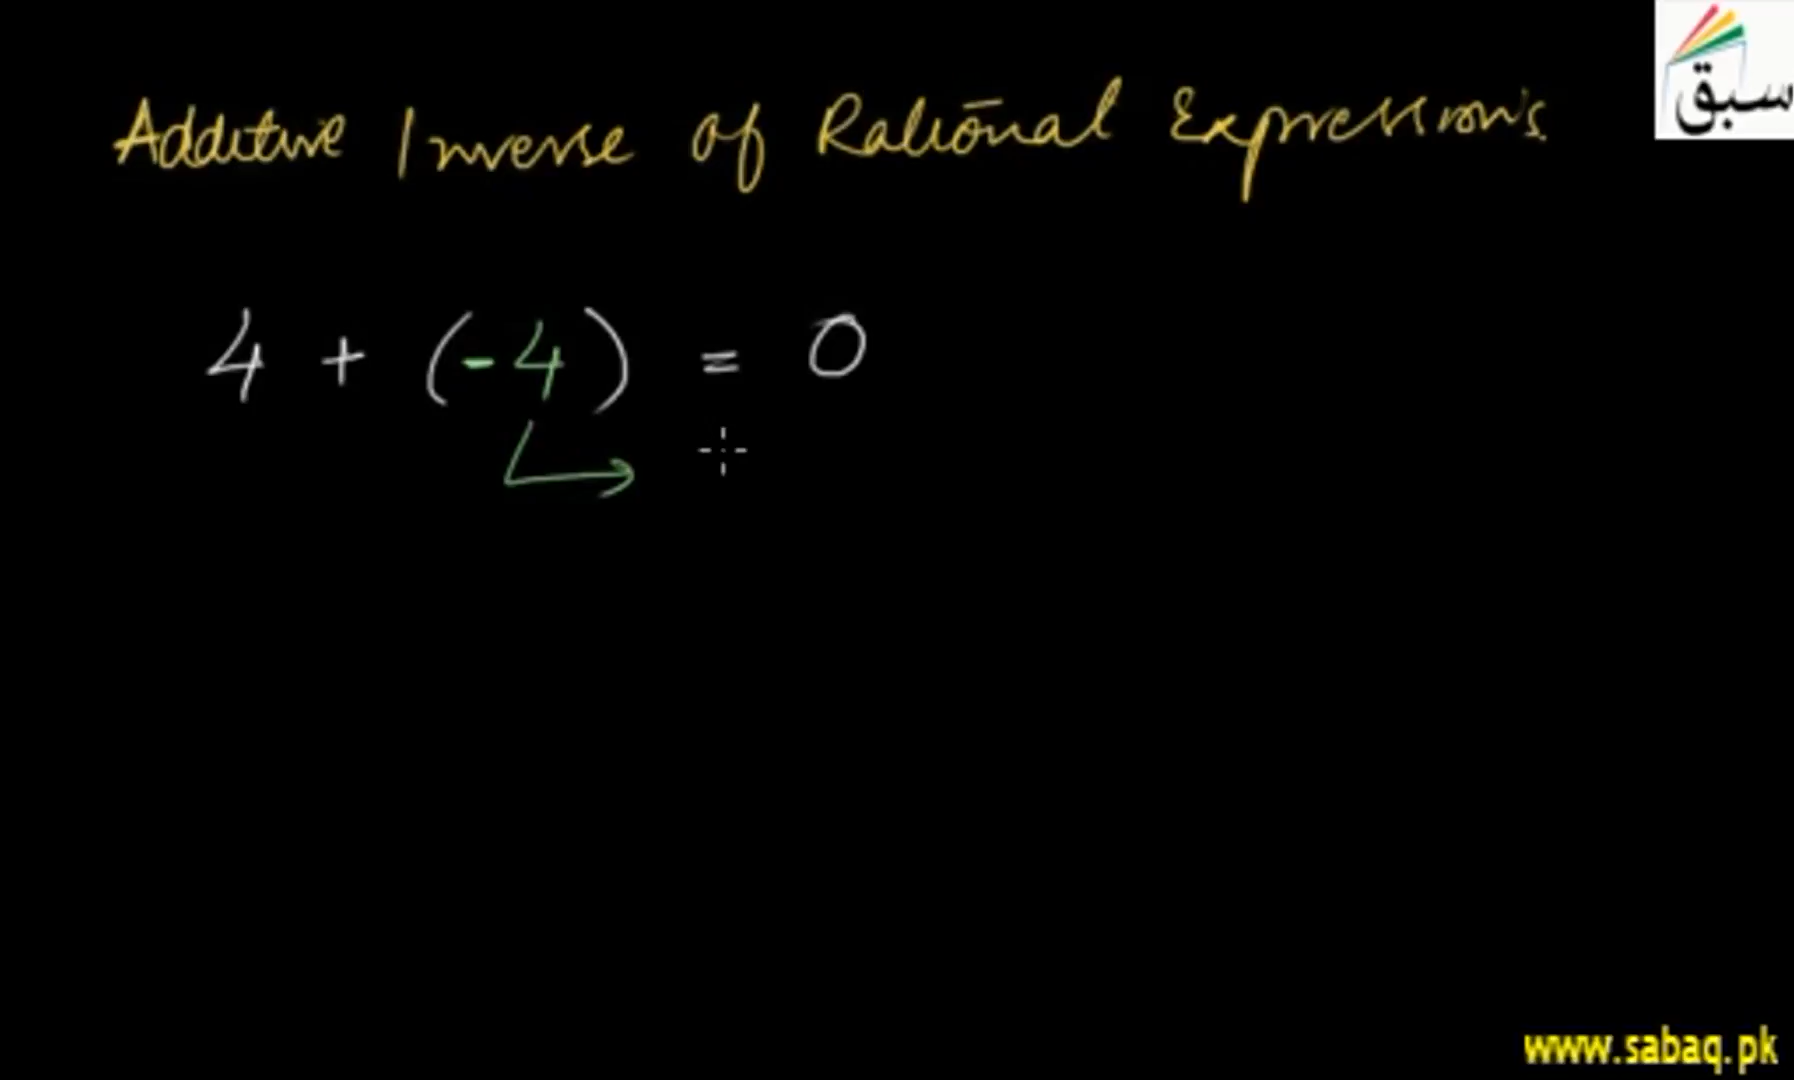 Additive Inverse of Rational Expressions
سبق
4 + (-4) = 0
www.sabaq.pk